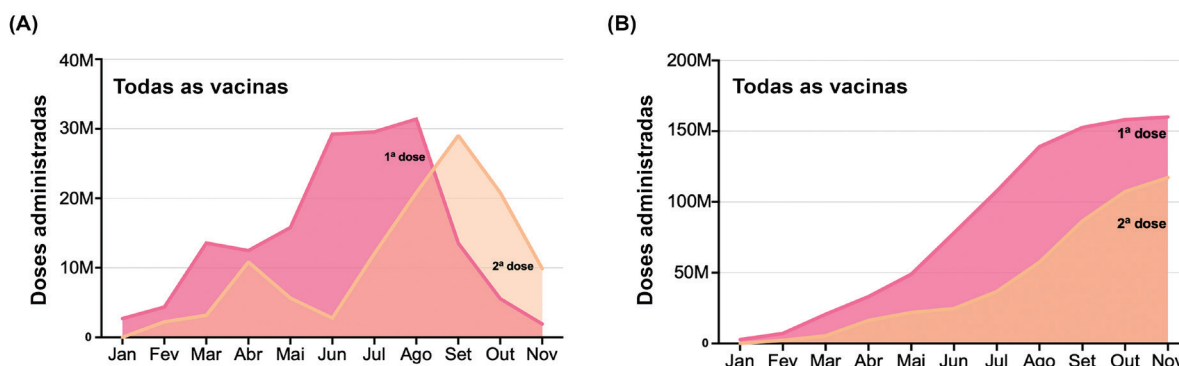 (A)
Todas as vacinas
Doses administradas
40M
30M
20M
10M
0
1ª dose
2ª dose
Jan Fev Mar Abr Mai Jun Jul Ago Set Out Nov
(B)
Todas as vacinas
Doses administradas
200M
150M
100M
50M
0
1ª dose
2ª dose
Jan Fev Mar Abr Mai Jun Jul Ago Set Out Nov